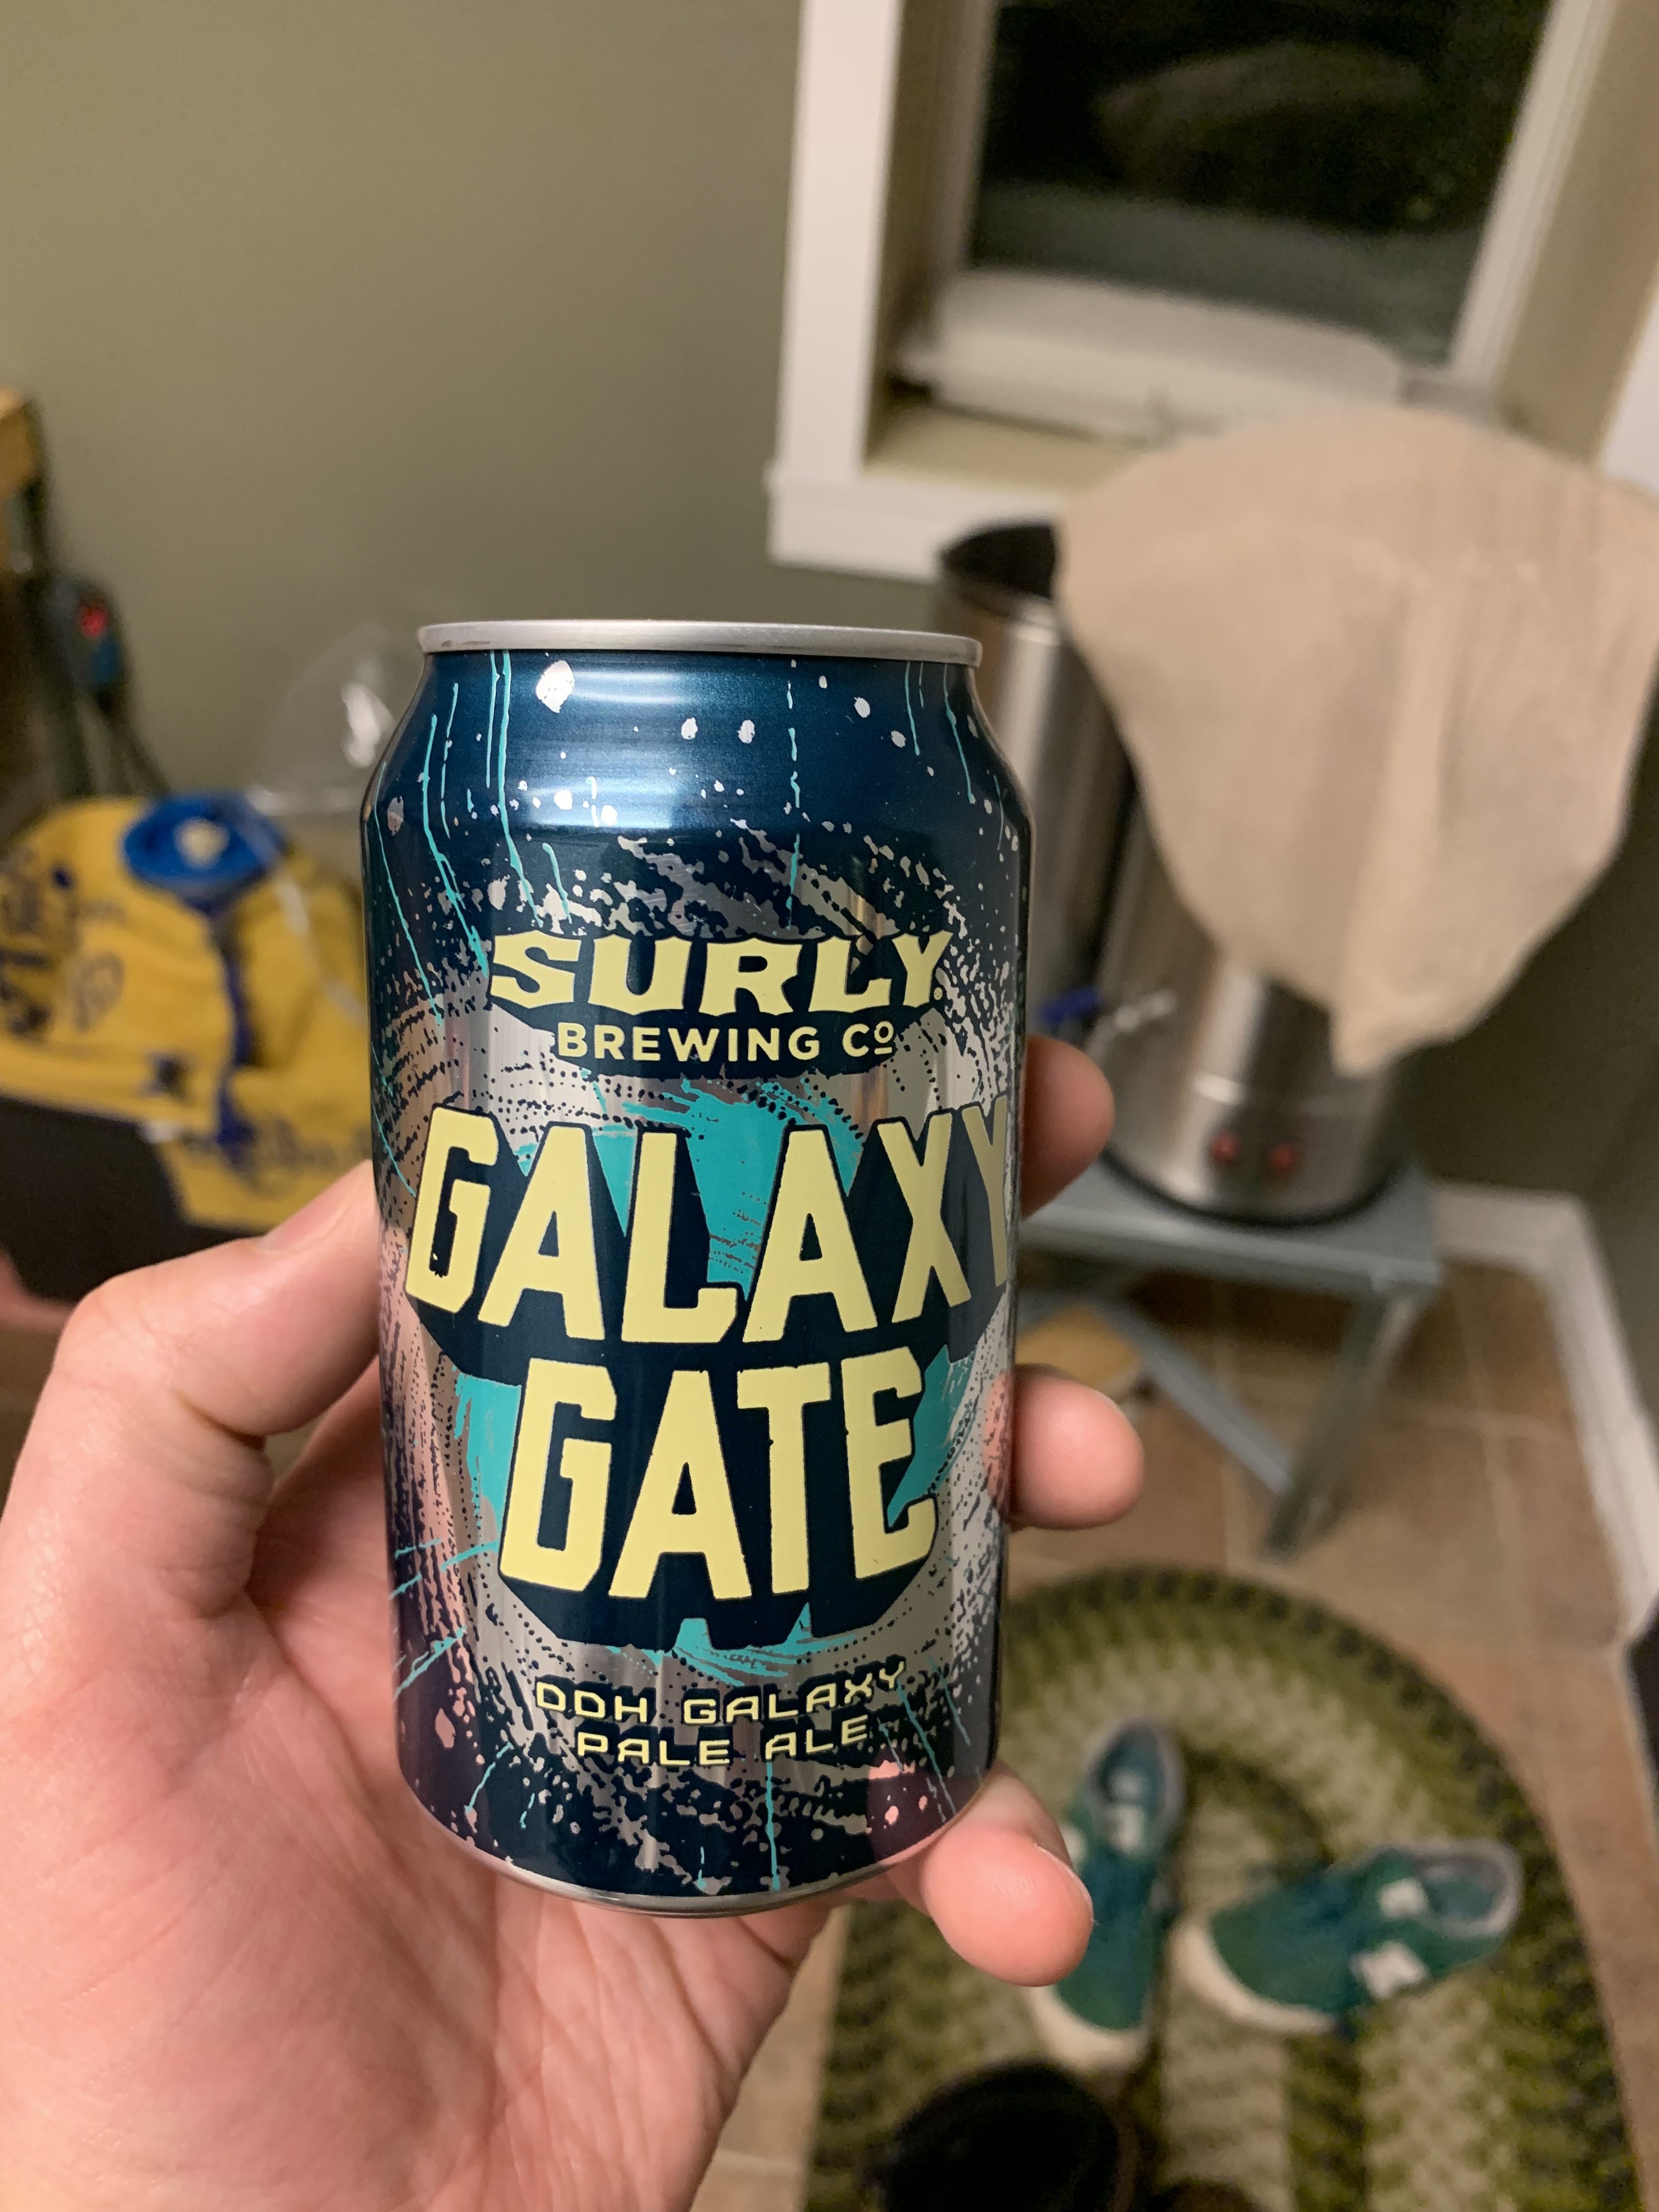 SURLY
BREWING Cº
GALAXY
GATE
DDH GALAXY
PALE ALE